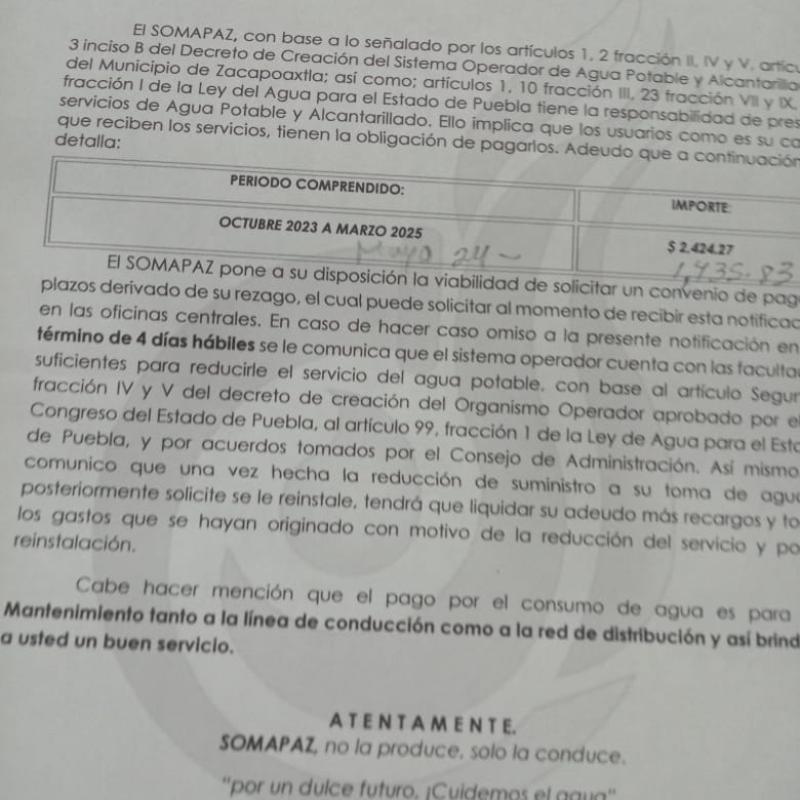 El SOMAPAZ, con base a lo señalado por los artículos 1, 2 fracción II, IV y V, artícu
3 inciso B del Decreto de Creación del Sistema Operador de Agua Potable y Alcantarilla
del Municipio de Zacapoaxtla; así como; artículos 1, 10 fracción III, 23 fracción VII y IX,
fracción I de la Ley del Agua para el Estado de Puebla tiene la responsabilidad de pres
servicios de Agua Potable y Alcantarillado. Ello implica que los usuarios como es su ca
que reciben los servicios, tienen la obligación de pagarlos. Adeudo que a continuación
detalla:
PERIODO COMPRENDIDO: IMPORTE:
OCTUBRE 2023 A MARZO 2025 $ 2,424.27
Mayo 24 - 1,435.83
El SOMAPAZ pone a su disposición la viabilidad de solicitar un convenio de pag
plazos derivado de su rezago, el cual puede solicitar al momento de recibir esta notificac
en las oficinas centrales. En caso de hacer caso omiso a la presente notificación en
término de 4 días hábiles se le comunica que el sistema operador cuenta con las faculta
suficientes para reducirle el servicio del agua potable, con base al artículo Segun
fracción IV y V del decreto de creación del Organismo Operador aprobado por el
Congreso del Estado de Puebla, al artículo 99, fracción 1 de la Ley de Agua para el Esta
de Puebla, y por acuerdos tomados por el Consejo de Administración. Así mismo
comunico que una vez hecha la reducción de suministro a su toma de agua
posteriormente solicite se le reinstale, tendrá que liquidar su adeudo más recargos y to
los gastos que se hayan originado con motivo de la reducción del servicio y po
reinstalación.
Cabe hacer mención que el pago por el consumo de agua es para
Mantenimiento tanto a la línea de conducción como a la red de distribución y así brind
a usted un buen servicio.
ATENTAMENTE.
SOMAPAZ, no la produce, solo la conduce.
"por un dulce futuro, ¡Cuidemos el agua"